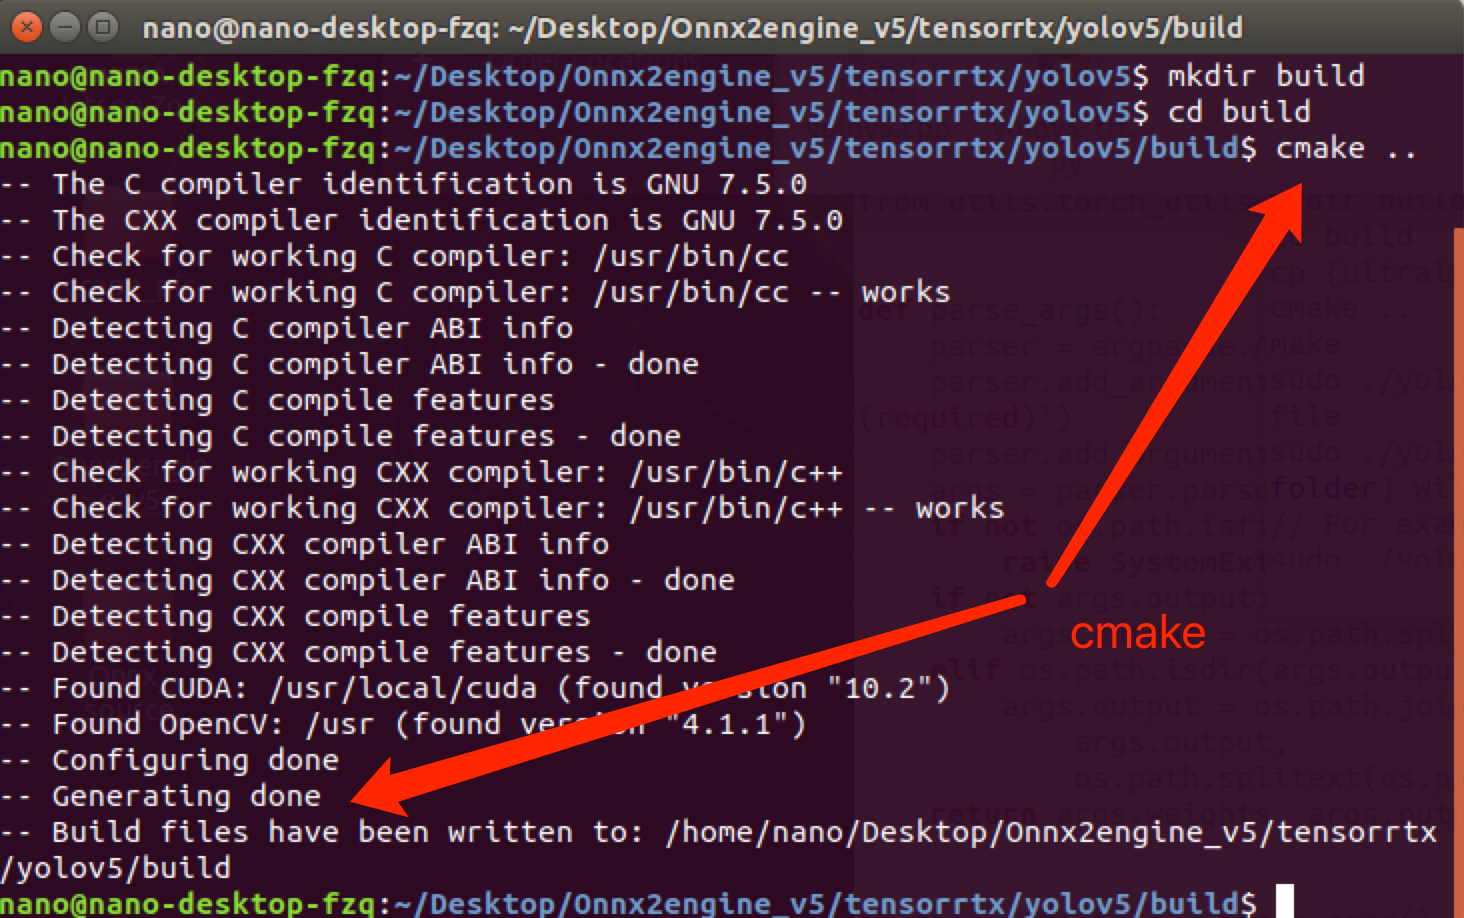 nano@nano-desktop-fzq: ~/Desktop/Onnx2engine_v5/tensorrtx/yolov5/build
nano@nano-desktop-fzq:~/Desktop/Onnx2engine_v5/tensorrtx/yolov5$ mkdir build
nano@nano-desktop-fzq:~/Desktop/Onnx2engine_v5/tensorrtx/yolov5$ cd build
nano@nano-desktop-fzq:~/Desktop/Onnx2engine_v5/tensorrtx/yolov5/build$ cmake ..
-- The C compiler identification is GNU 7.5.0
-- The CXX compiler identification is GNU 7.5.0
-- Check for working C compiler: /usr/bin/cc
-- Check for working C compiler: /usr/bin/cc -- works
-- Detecting C compiler ABI info
-- Detecting C compiler ABI info - done
-- Detecting C compile features
-- Detecting C compile features - done
-- Check for working CXX compiler: /usr/bin/c++
-- Check for working CXX compiler: /usr/bin/c++ -- works
-- Detecting CXX compiler ABI info
-- Detecting CXX compiler ABI info - done
-- Detecting CXX compile features
-- Detecting CXX compile features - done
-- Found CUDA: /usr/local/cuda (found version "10.2")
-- Found OpenCV: /usr (found version "4.1.1")
-- Configuring done
-- Generating done
-- Build files have been written to: /home/nano/Desktop/Onnx2engine_v5/tensorrtx
/yolov5/build
nano@nano-desktop-fzq:~/Desktop/Onnx2engine_v5/tensorrtx/yolov5/build$
cmake